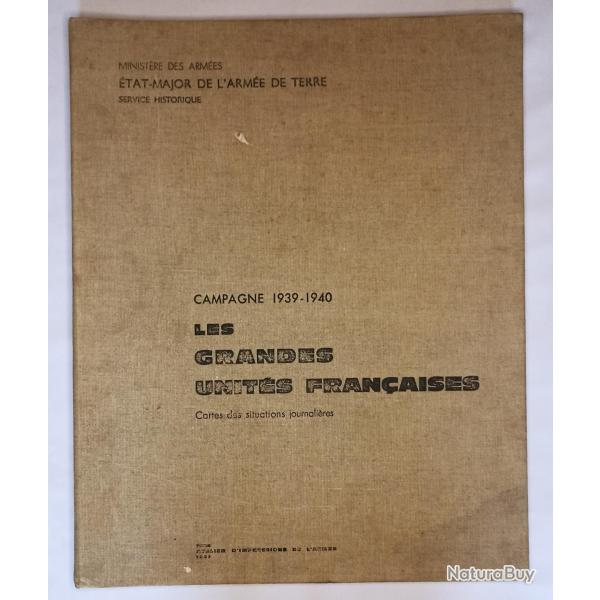 MINISTÈRE DES ARMÉES
ÉTAT-MAJOR DE L'ARMÉE DE TERRE
SERVICE HISTORIQUE
CAMPAGNE 1939-1940
LES
GRANDES
UNITÉS FRANÇAISES
Cartes des situations journalières
ATELIER D'IMPRESSIONS DE L'ARMÉE
NaturaBuy